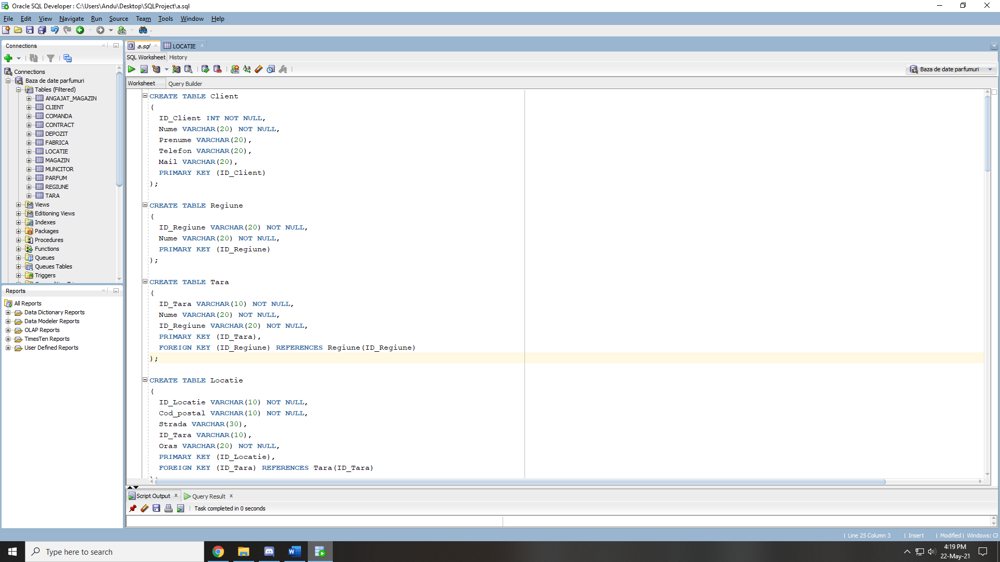 Oracle SQL Developer : C:\Users\Andu\Desktop\SQLProject\a.sql
File Edit View Navigate Run Source Team Tools Window Help
Connections
Connections
Baza de date parfumuri
Tables (Filtered)
ANGAJAT_MAGAZIN
CLIENT
COMANDA
CONTRACT
DEPOZIT
FABRICA
LOCATIE
MAGAZIN
MUNCITOR
PARFUM
REGIUNE
TARA
Views
Editioning Views
Indexes
Packages
Procedures
Functions
Queues
Queues Tables
Triggers
Reports
All Reports
Data Dictionary Reports
Data Modeler Reports
OLAP Reports
TimesTen Reports
User Defined Reports
a.sql LOCATIE
SQL Worksheet History
Baza de date parfumuri
Worksheet Query Builder
CREATE TABLE Client
(
ID_Client INT NOT NULL,
Nume VARCHAR(20) NOT NULL,
Prenume VARCHAR(20),
Telefon VARCHAR(20),
Mail VARCHAR(20),
PRIMARY KEY (ID_Client)
);
CREATE TABLE Regiune
(
ID_Regiune VARCHAR(20) NOT NULL,
Nume VARCHAR(20) NOT NULL,
PRIMARY KEY (ID_Regiune)
);
CREATE TABLE Tara
(
ID_Tara VARCHAR(10) NOT NULL,
Nume VARCHAR(20) NOT NULL,
ID_Regiune VARCHAR(20) NOT NULL,
PRIMARY KEY (ID_Tara),
FOREIGN KEY (ID_Regiune) REFERENCES Regiune(ID_Regiune)
);
CREATE TABLE Locatie
(
ID_Locatie VARCHAR(10) NOT NULL,
Cod_postal VARCHAR(10) NOT NULL,
Strada VARCHAR(30),
ID_Tara VARCHAR(10),
Oras VARCHAR(20) NOT NULL,
PRIMARY KEY (ID_Locatie),
FOREIGN KEY (ID_Tara) REFERENCES Tara(ID_Tara)
);
Script Output Query Result
Task completed in 0 seconds
Line 25 Column 3 | Insert | Modified | Windows: CF
Type here to search
4:19 PM
22-May-21